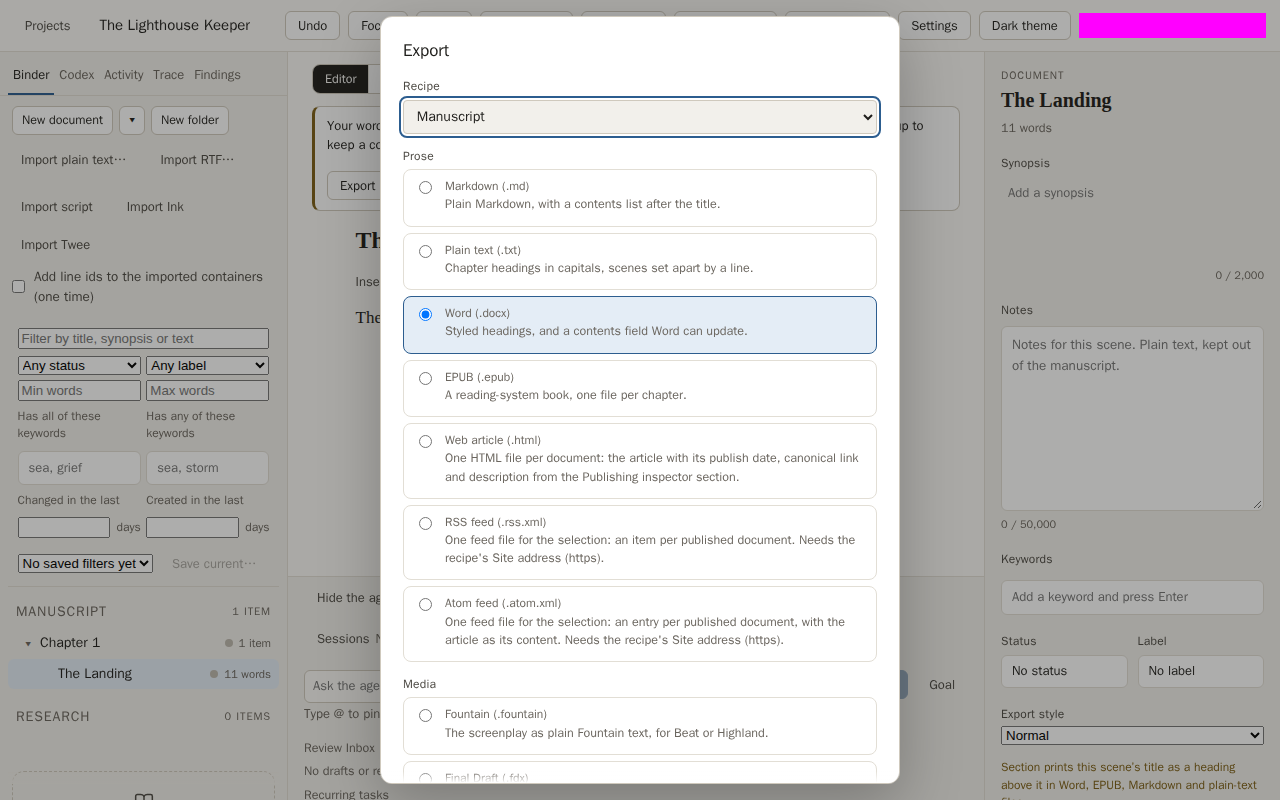 Projects
The Lighthouse Keeper
Undo
Settings
Dark theme
Binder
Codex
Activity
Trace
Findings
New document
New folder
Import plain text…
Import RTF…
Import script
Import Ink
Import Twee
Add line ids to the imported containers
(one time)
Filter by title, synopsis or text
Any status
Any label
Min words
Max words
Has all of these
keywords
Has any of these
keywords
sea, grief
sea, storm
Changed in the last
Created in the last
days
days
No saved filters yet
Save current…
MANUSCRIPT
1 ITEM
Chapter 1
1 item
The Landing
11 words
RESEARCH
0 ITEMS
Editor
Your
keep a
Export
Hide the
Sessions
Ask the
Type @ to
Goal
Review Inbox
No drafts or
Recurring tasks
Export
Recipe
Manuscript
Prose
Markdown (.md)
Plain Markdown, with a contents list after the title.
Plain text (.txt)
Chapter headings in capitals, scenes set apart by a line.
Word (.docx)
Styled headings, and a contents field Word can update.
EPUB (.epub)
A reading-system book, one file per chapter.
Web article (.html)
One HTML file per document: the article with its publish date, canonical link
and description from the Publishing inspector section.
RSS feed (.rss.xml)
One feed file for the selection: an item per published document. Needs the
recipe's Site address (https).
Atom feed (.atom.xml)
One feed file for the selection: an entry per published document, with the
article as its content. Needs the recipe's Site address (https).
Media
Fountain (.fountain)
The screenplay as plain Fountain text, for Beat or Highland.
Final Draft (.fdx)
DOCUMENT
The Landing
11 words
Synopsis
Add a synopsis
0 / 2,000
Notes
Notes for this scene. Plain text, kept out
of the manuscript.
0 / 50,000
Keywords
Add a keyword and press Enter
Status
Label
No status
No label
Export style
Normal
Section prints this scene's title as a heading
above it in Word, EPUB, Markdown and plain-text